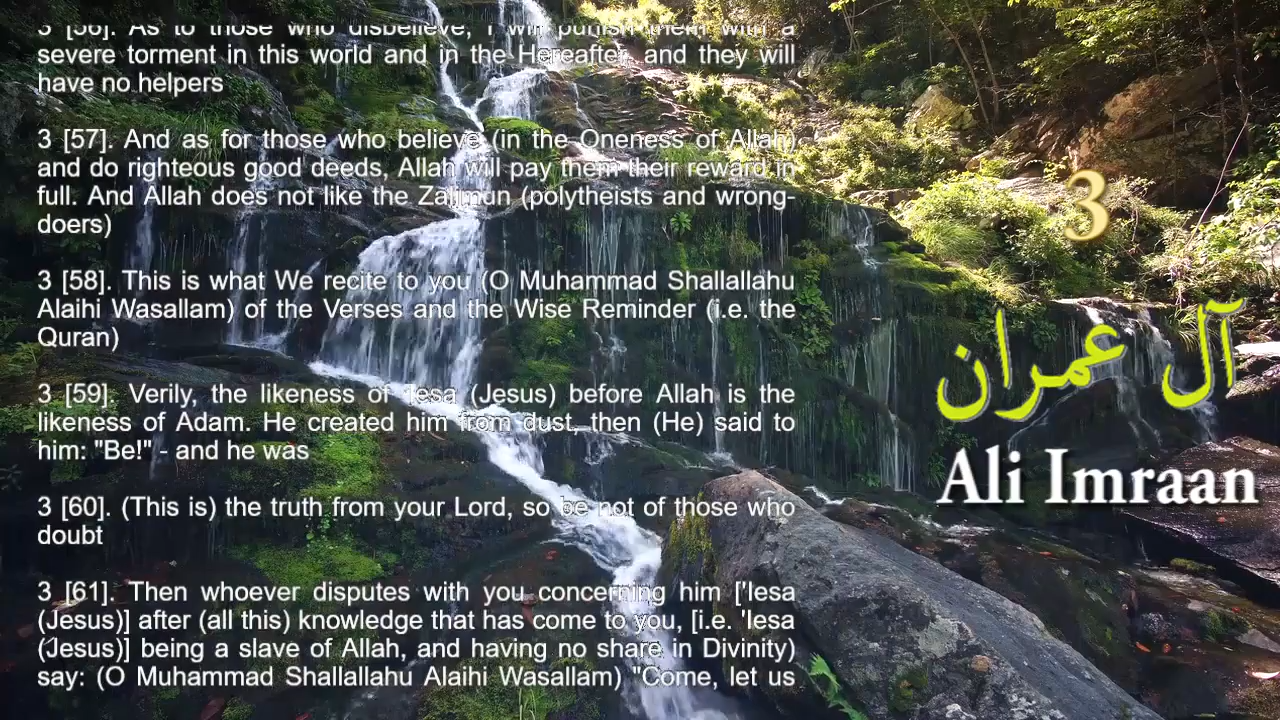 3 [56]. As to those who disbelieve, I will punish them with a
severe torment in this world and in the Hereafter, and they will
have no helpers
3 [57]. And as for those who believe (in the Oneness of Allah)
and do righteous good deeds, Allah will pay them their reward in
full. And Allah does not like the Zalimun (polytheists and wrong-
doers)
3 [58]. This is what We recite to you (O Muhammad Shallallahu
Alaihi Wasallam) of the Verses and the Wise Reminder (i.e. the
Quran)
3 [59]. Verily, the likeness of 'Iesa (Jesus) before Allah is the
likeness of Adam. He created him from dust, then (He) said to
him: "Be!" - and he was
3 [60]. (This is) the truth from your Lord, so be not of those who
doubt
3 [61]. Then whoever disputes with you concerning him ['Iesa
(Jesus)] after (all this) knowledge that has come to you, [i.e. 'Iesa
(Jesus)] being a slave of Allah, and having no share in Divinity)
say: (O Muhammad Shallallahu Alaihi Wasallam) "Come, let us
3
آل عمران
Ali Imraan